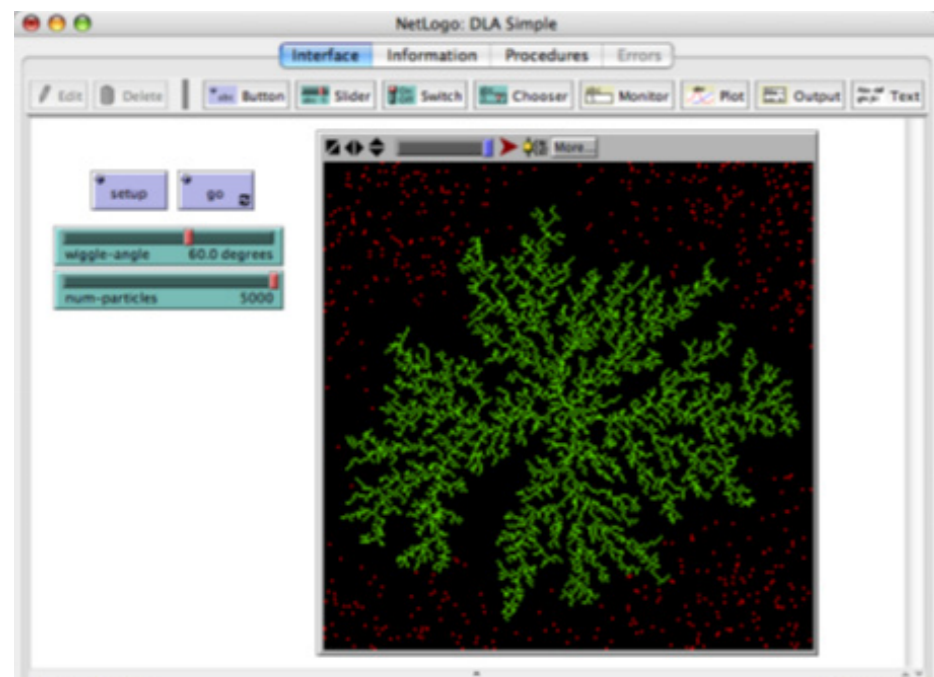 NetLogo: DLA Simple
Interface Information Procedures Errors
Edit Delete Button Slider Switch Chooser Monitor Plot Output Text
More...
setup go
wiggle-angle 60.0 degrees
num-particles 5000